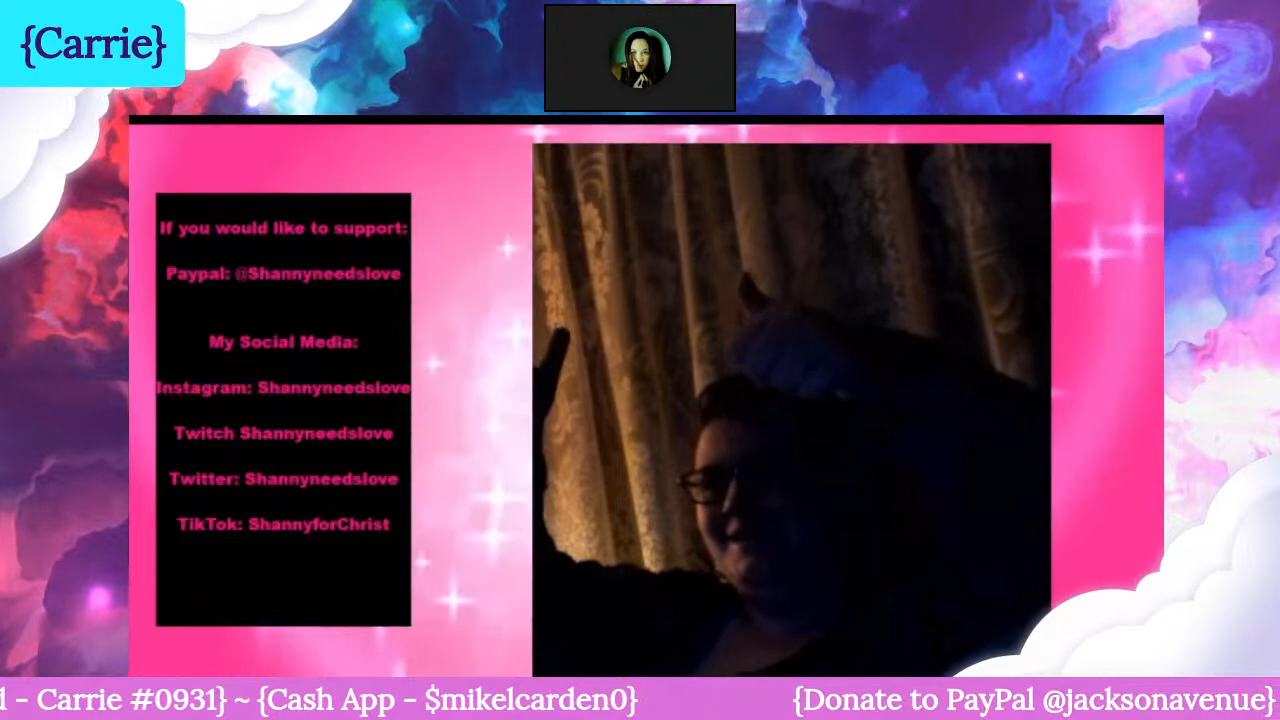 {Carrie}
If you would like to support:
Paypal: @Shannyneedslove
My Social Media:
Instagram: Shannyneedslove
Twitch Shannyneedslove
Twitter: Shannyneedslove
TikTok: ShannyforChrist
d - Carrie #0931} ~ {Cash App - $mikelcarden0} {Donate to PayPal @jacksonavenue}